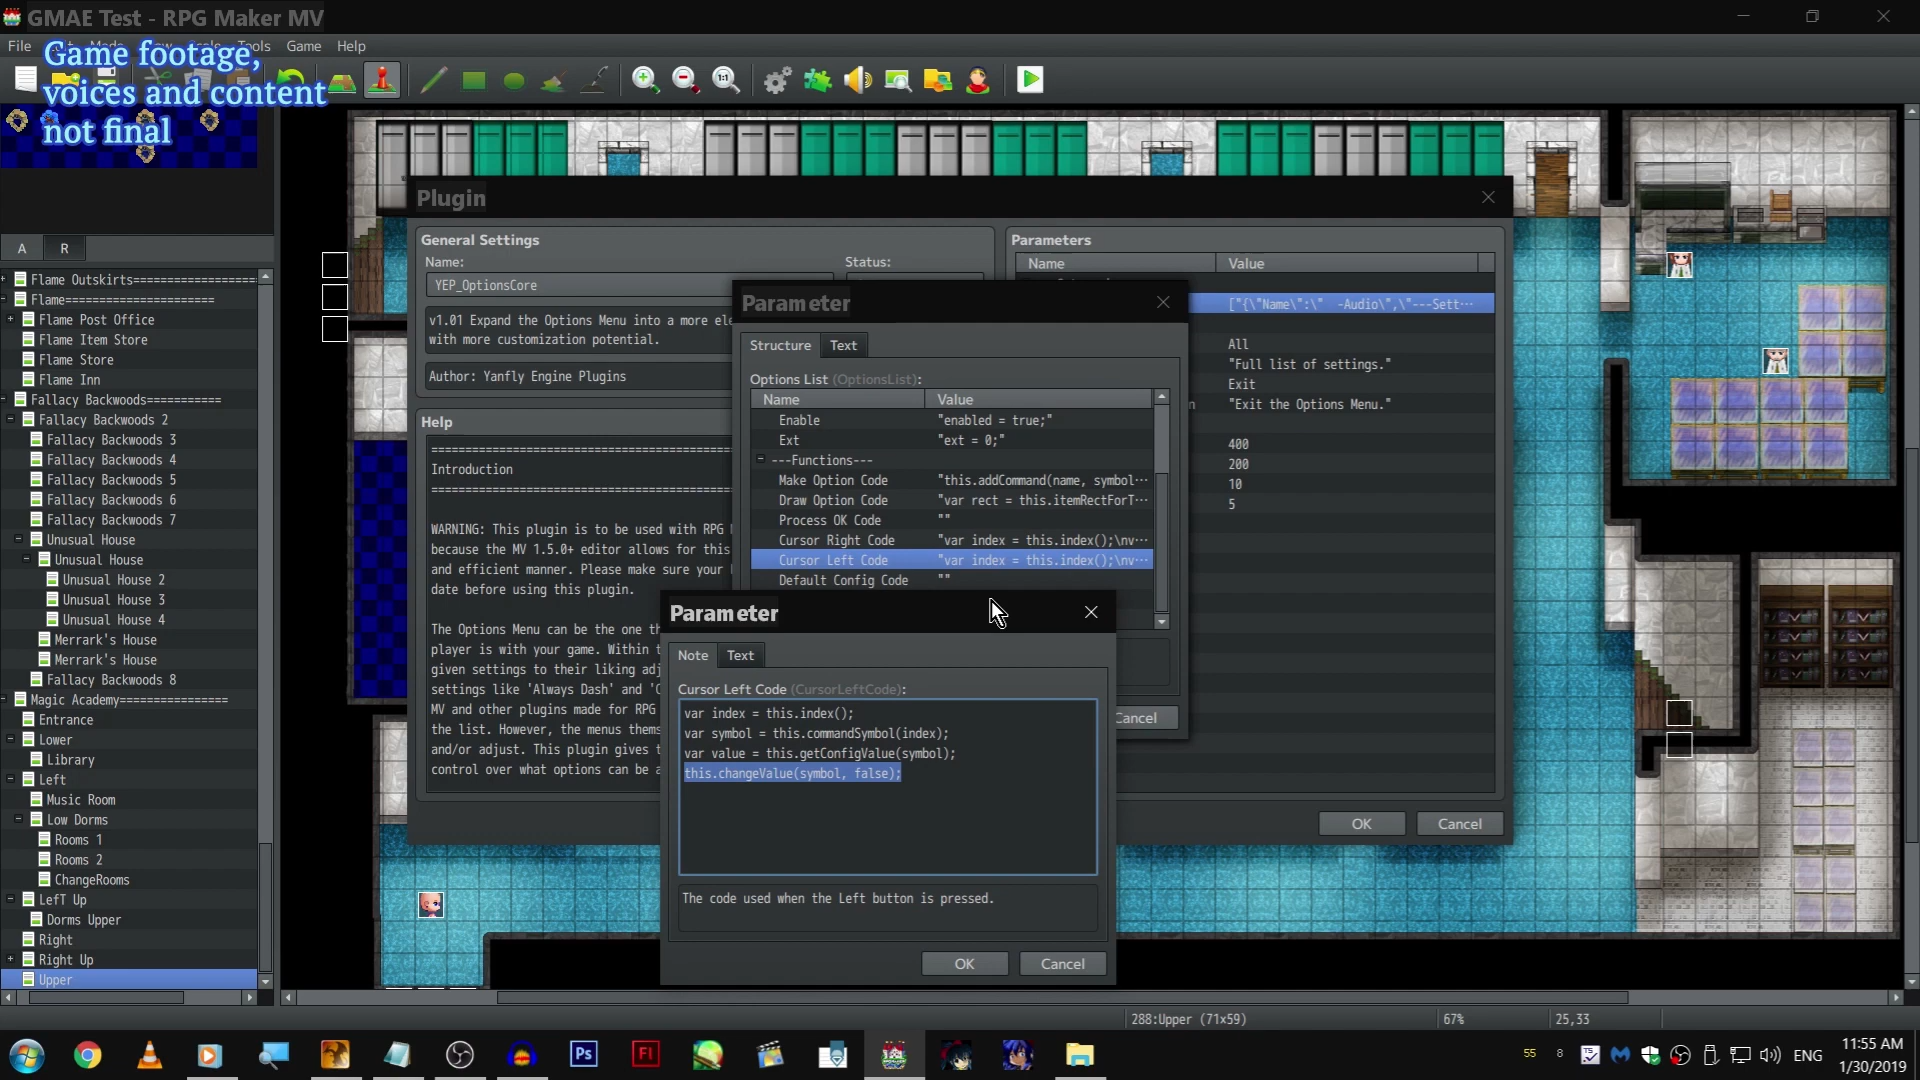 GMAE Test - RPG Maker MV
File
Tools
Game
Help
Game footage,
voices and content
not final
A
R
Flame Outskirts===================
Flame======================
Flame Post Office
Flame Item Store
Flame Store
Flame Inn
Fallacy Backwoods===========
Fallacy Backwoods 2
Fallacy Backwoods 3
Fallacy Backwoods 4
Fallacy Backwoods 5
Fallacy Backwoods 6
Fallacy Backwoods 7
Unusual House
Unusual House
Unusual House 2
Unusual House 3
Unusual House 4
Merrark's House
Merrark's House
Fallacy Backwoods 8
Magic Academy================
Entrance
Lower
Library
Left
Music Room
Low Dorms
Rooms 1
Rooms 2
ChangeRooms
LefT Up
Dorms Upper
Right
Right Up
Upper
Plugin
General Settings
Name:
Status:
YEP_OptionsCore
v1.01 Expand the Options Menu into a more ele
with more customization potential.
Author: Yanfly Engine Plugins
Help
Introduction
WARNING: This plugin is to be used with RPG
because the MV 1.5.0+ editor allows for this
and efficient manner. Please make sure your
date before using this plugin.
The Options Menu can be the one th
player is with your game. Within t
given settings to their liking adj
settings like 'Always Dash' and 'C
MV and other plugins made for RPG
the list. However, the menus thems
and/or adjust. This plugin gives t
control over what options can be a
Parameters
Name
Value
["{\"Name\":\" -Audio\",\"---Sett···
All
"Full list of settings."
Exit
"Exit the Options Menu."
400
200
10
5
OK
Cancel
Parameter
Structure
Text
Options List (OptionsList):
Name
Value
Enable "enabled = true;"
Ext "ext = 0;"
---Functions---
Make Option Code "this.addCommand(name, symbol···
Draw Option Code "var rect = this.itemRectForT···
Process OK Code ""
Cursor Right Code "var index = this.index();\nv···
Cursor Left Code "var index = this.index();\nv···
Default Config Code ""
Cancel
Parameter
Note
Text
Cursor Left Code (CursorLeftCode):
var index = this.index();
var symbol = this.commandSymbol(index);
var value = this.getConfigValue(symbol);
this.changeValue(symbol, false);
The code used when the Left button is pressed.
OK
Cancel
288:Upper (71x59)
67%
25,33
1:1
Ps
Fl
55
8
ENG
11:55 AM
1/30/2019